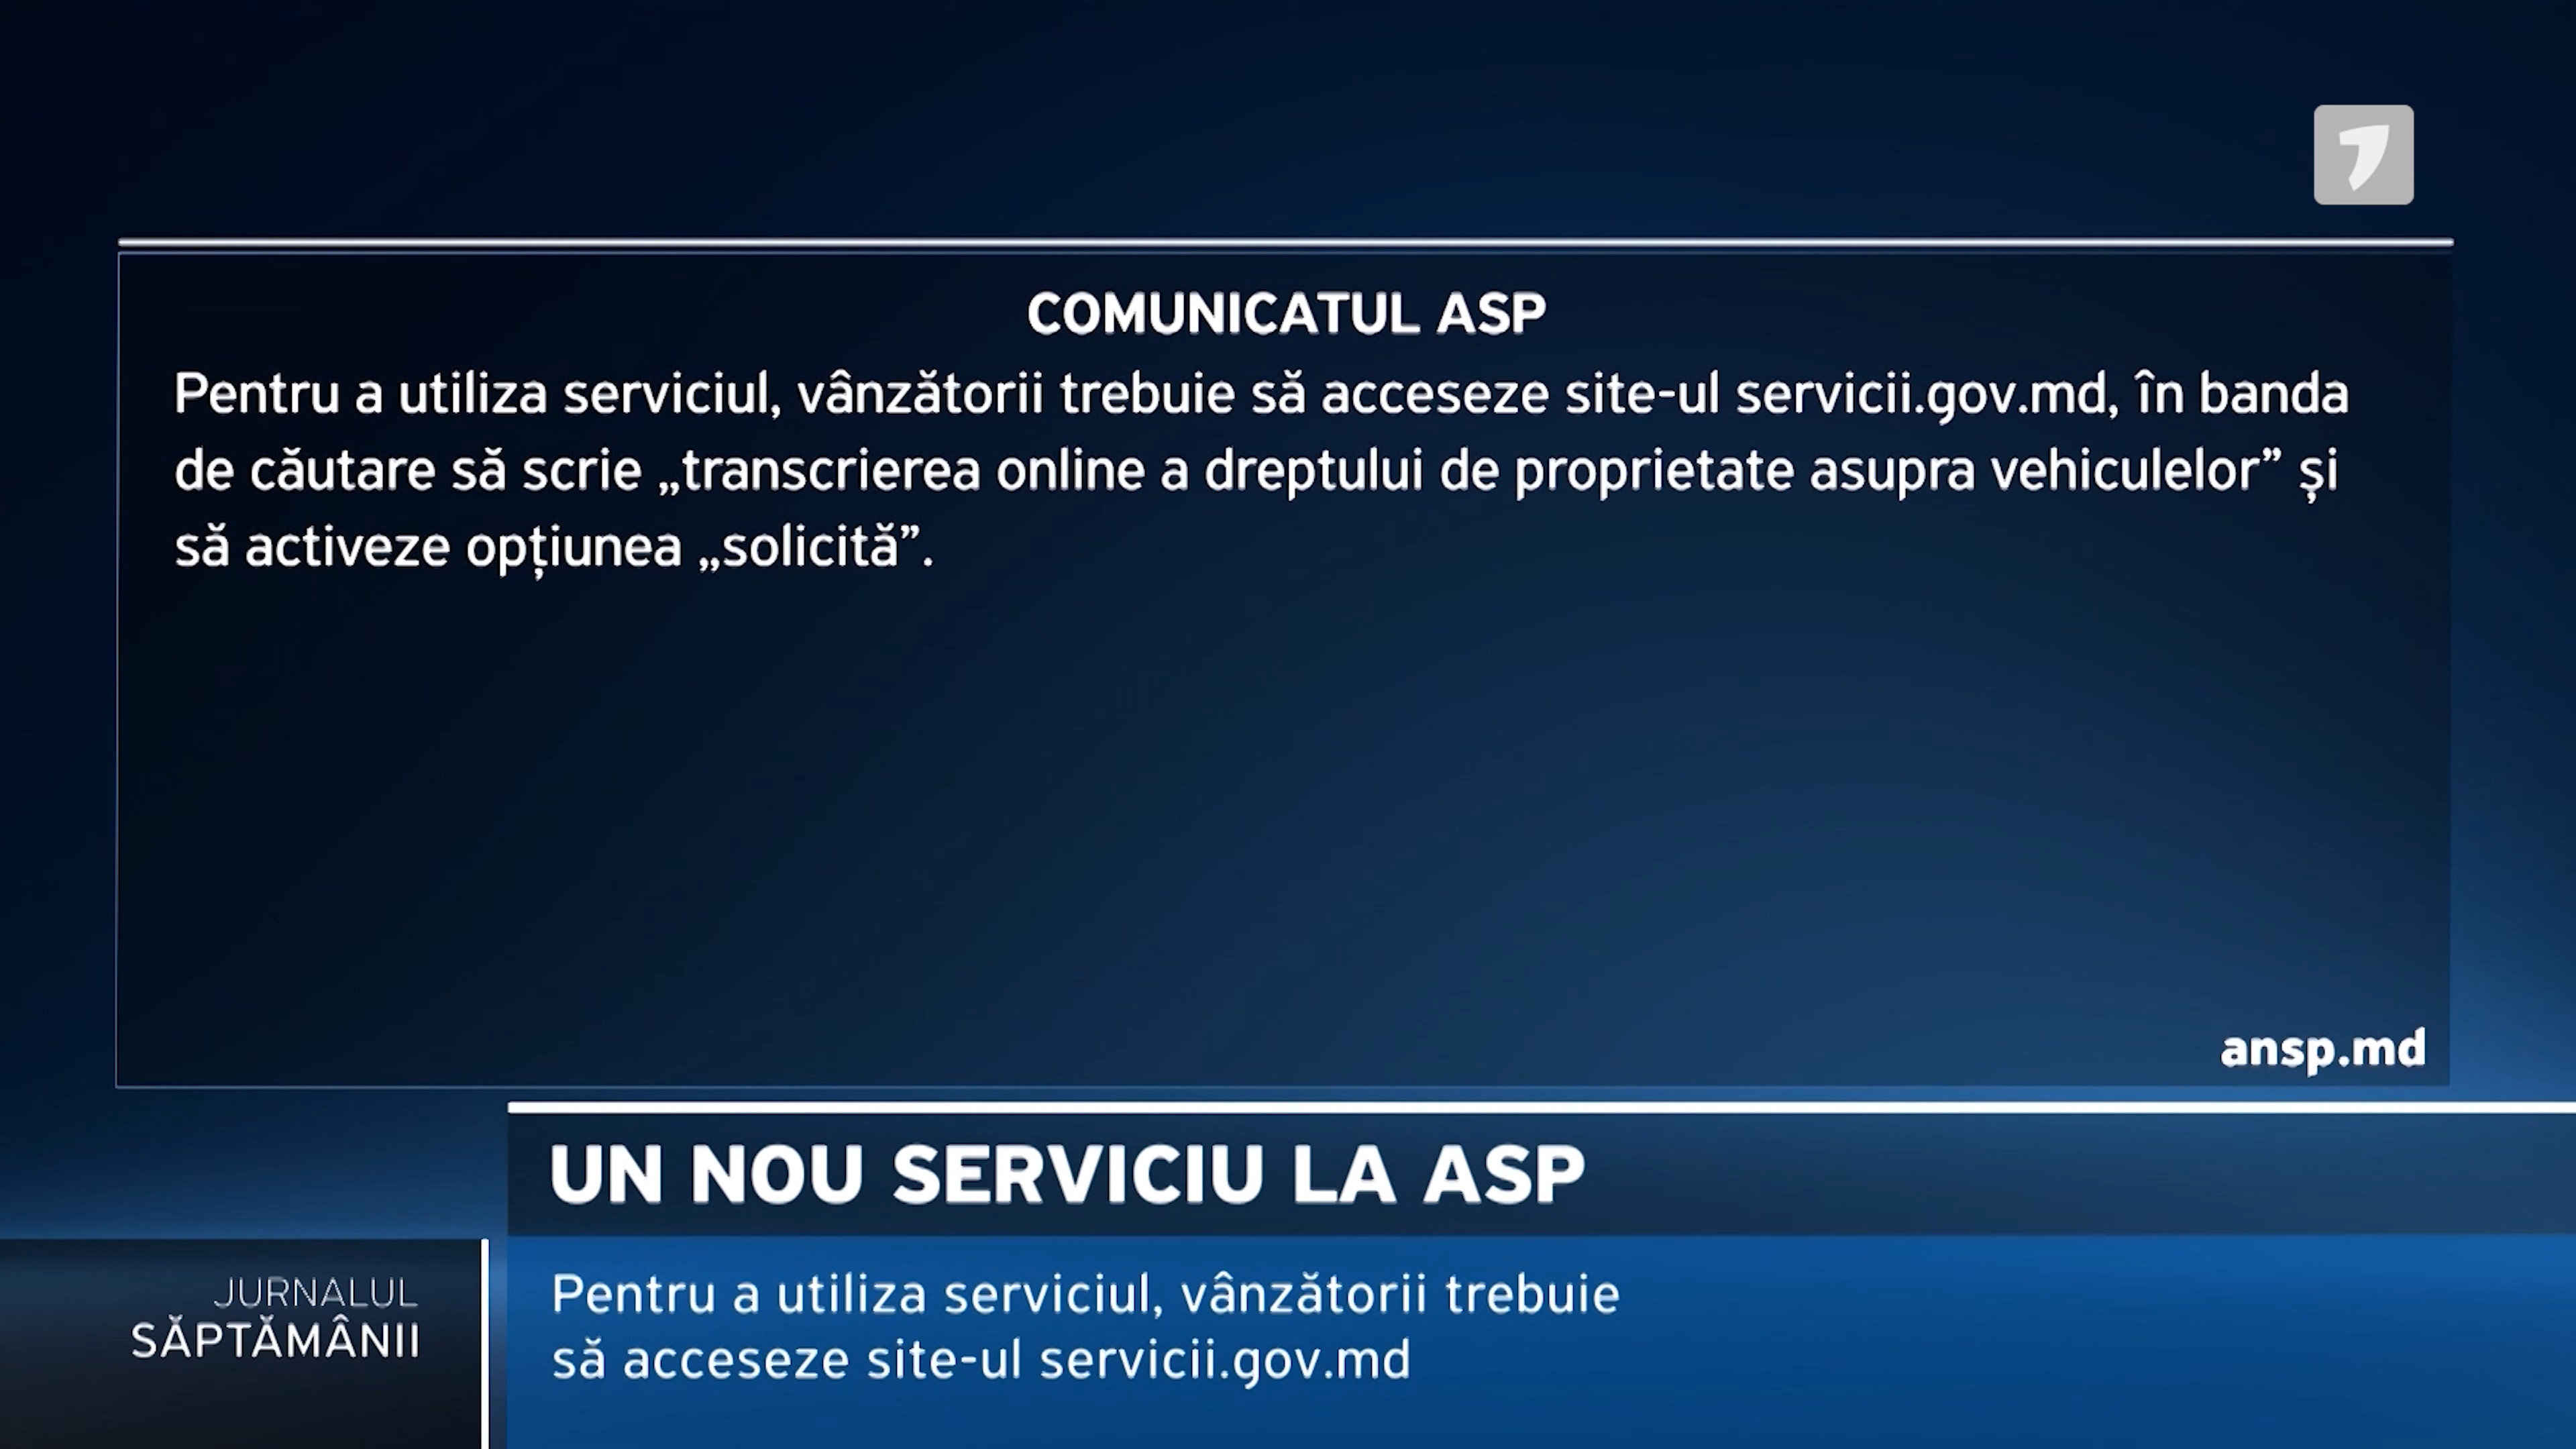 COMUNICATUL ASP
Pentru a utiliza serviciul, vânzătorii trebuie să acceseze site-ul servicii.gov.md, în banda
de căutare să scrie „transcrierea online a dreptului de proprietate asupra vehiculelor” și
să activeze opțiunea „solicită”.
ansp.md
UN NOU SERVICIU LA ASP
Pentru a utiliza serviciul, vânzătorii trebuie
să acceseze site-ul servicii.gov.md
JURNALUL
SĂPTĂMÂNII